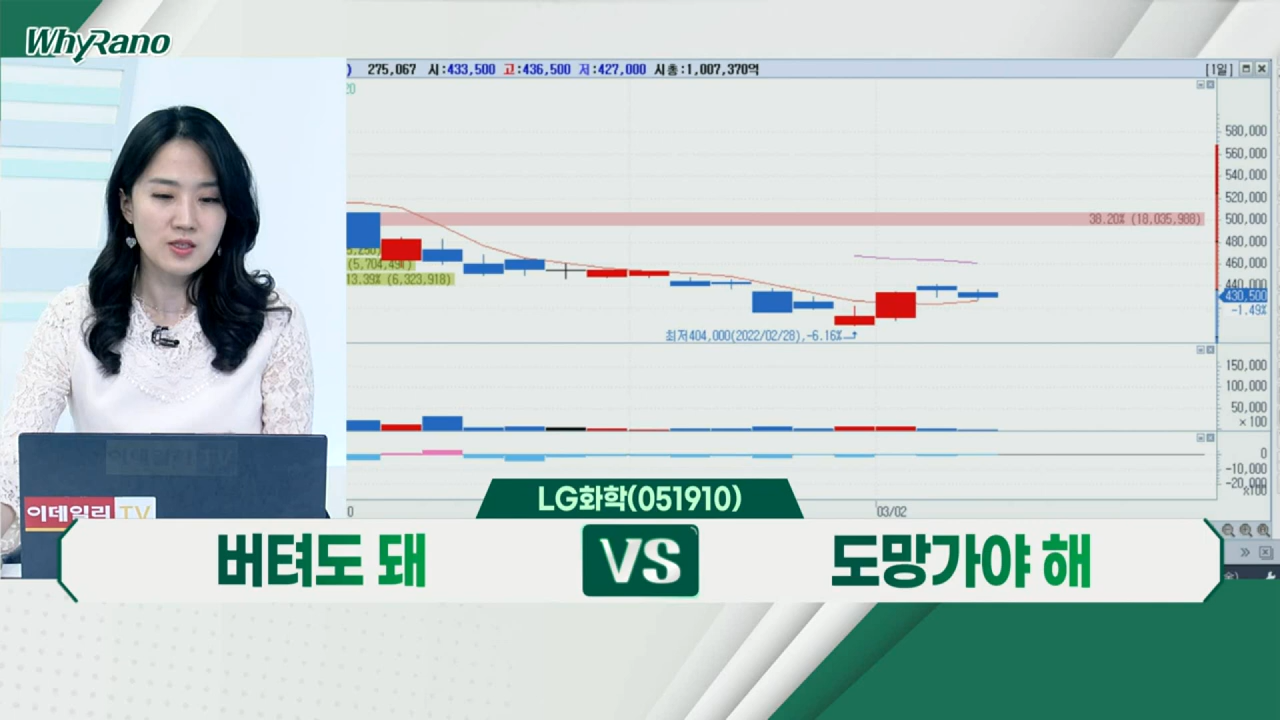 WhyRano
) 275,067 시:433,500 고:436,500 저:427,000 시총:1,007,370억
[1일]
20
580,000
560,000
540,000
520,000
38.20% (18,035,988)
500,000
480,000
(5,704,49
460,000
13.39% (6,323,918)
440,000
430,500
-1.49%
최저404,000(2022/02/28),-6.16%
150,000
100,000
50,000
×100
0
-10,000
-20,000
×100
이데일리 TV
LG화학(051910)
03/02
버텨도 돼
VS
도망가야 해